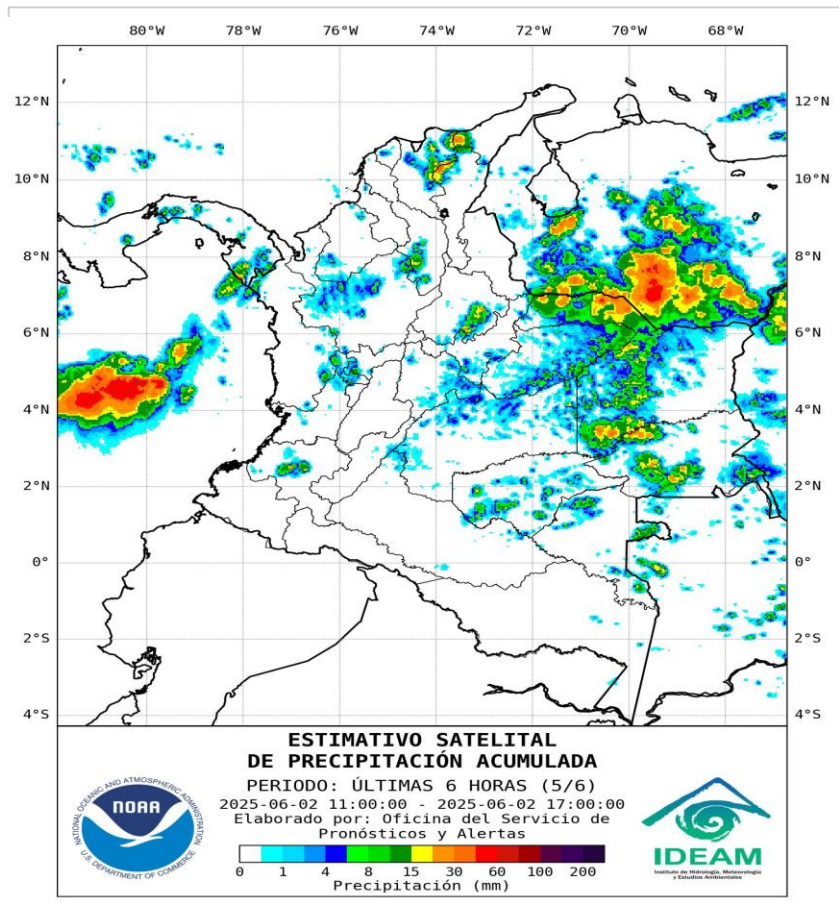 80°W 78°W 76°W 74°W 72°W 70°W 68°W
12°N 12°N
10°N 10°N
8°N 8°N
6°N 6°N
4°N 4°N
2°N 2°N
0° 0°
2°S 2°S
4°S 4°S
ESTIMATIVO SATELITAL
DE PRECIPITACIÓN ACUMULADA
PERIODO: ÚLTIMAS 6 HORAS (5/6)
2025-06-02 11:00:00 - 2025-06-02 17:00:00
Elaborado por: Oficina del Servicio de
Pronósticos y Alertas
0 1 4 8 15 30 60 100 200
Precipitación (mm)
NATIONAL OCEANIC AND ATMOSPHERIC ADMINISTRATION
NOAA
U.S. DEPARTMENT OF COMMERCE
IDEAM
Instituto de Hidrología, Meteorología
y Estudios Ambientales